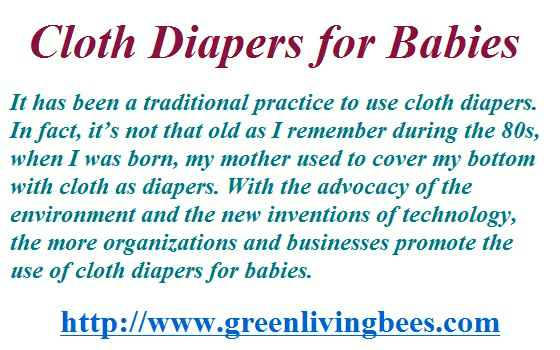 Cloth Diapers for Babies
It has been a traditional practice to use cloth diapers.
In fact, it’s not that old as I remember during the 80s,
when I was born, my mother used to cover my bottom
with cloth as diapers. With the advocacy of the
environment and the new inventions of technology,
the more organizations and businesses promote the
use of cloth diapers for babies.
http://www.greenlivingbees.com